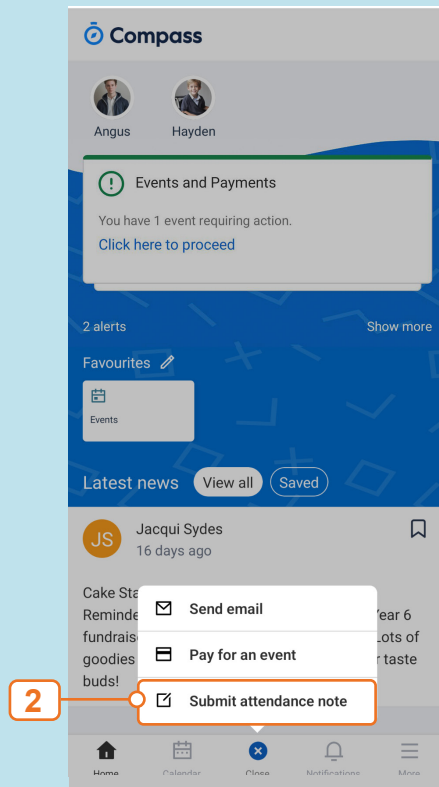 Compass
Angus Hayden
Events and Payments
You have 1 event requiring action.
Click here to proceed
2 alerts Show more
Favourites
Events
Latest news View all Saved
JS
Jacqui Sydes
16 days ago
Cake Sta
Reminde Year 6
fundrais Lots of
goodies r taste
buds!
Send email
Pay for an event
Submit attendance note
2
Home Calendar Close Notifications More